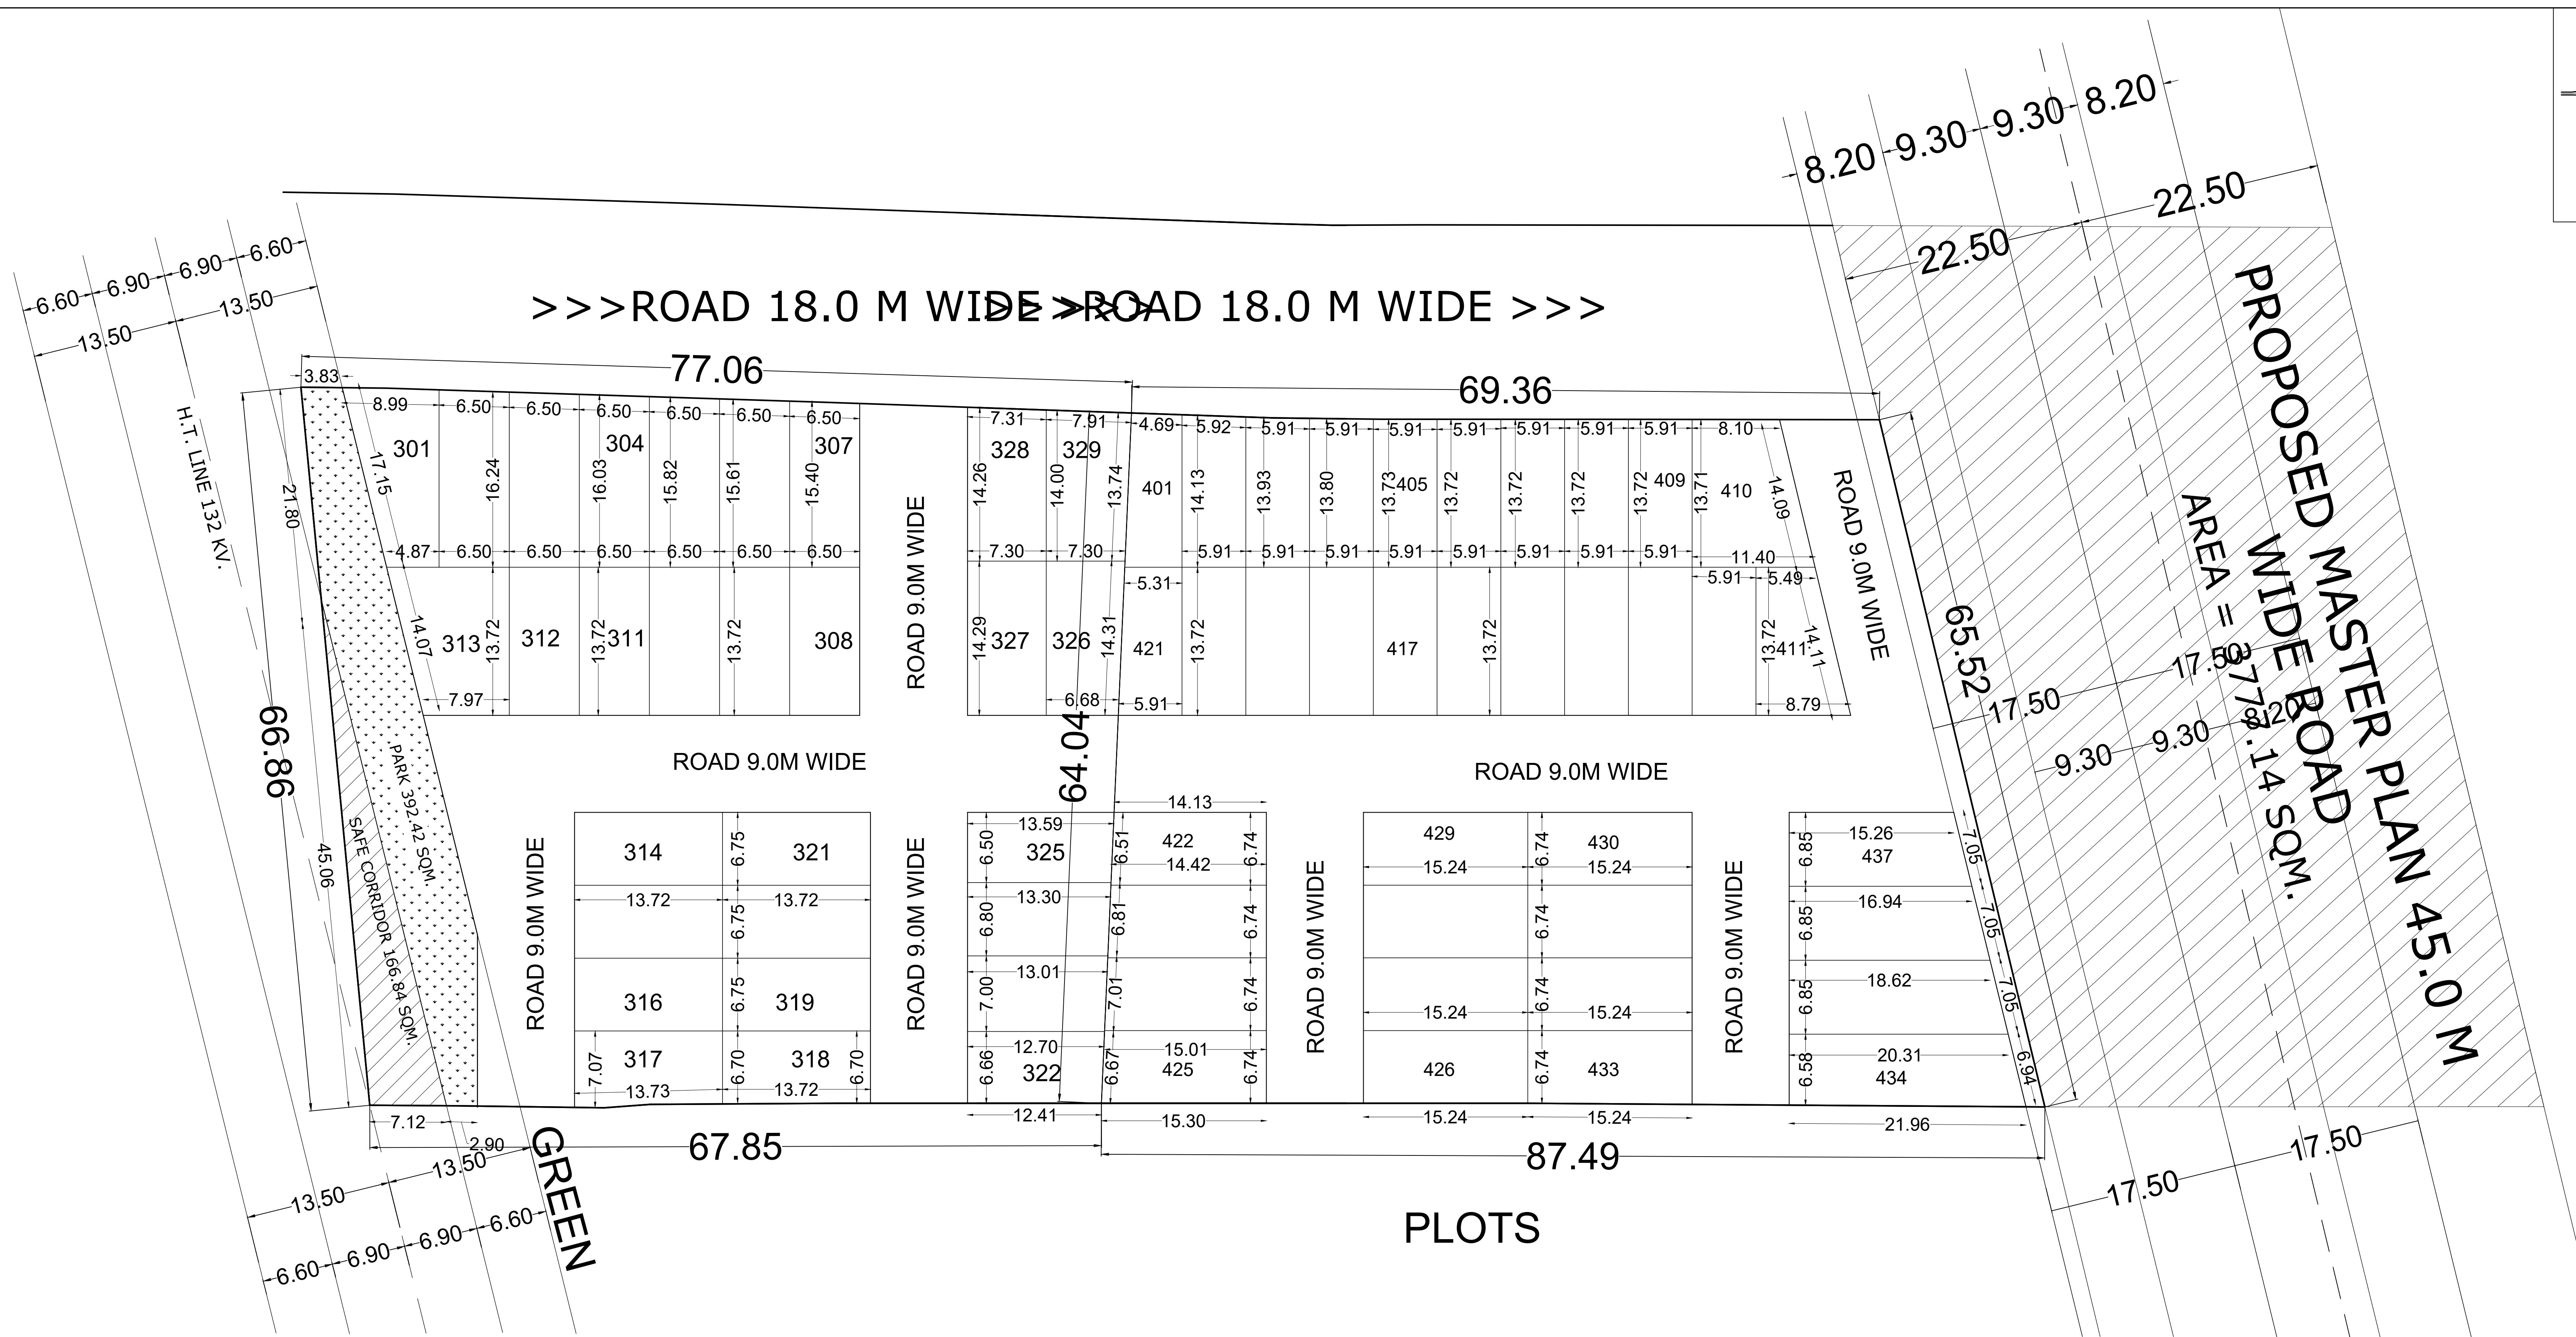 8.20 9.30 9.30 8.20
22.50
22.50
6.60 6.90 6.90 6.60
13.50 13.50
>>>ROAD 18.0 M WIDE >>>
>>>ROAD 18.0 M WIDE >>>
77.06
69.36
3.83
8.99 6.50 6.50 6.50 6.50 6.50 6.50
7.31 7.91 4.69 5.92 5.91 5.91 5.91 5.91 5.91 5.91 5.91 8.10
301 304 307 328 329
401 405 409 410
17.15 16.24 16.03 15.82 15.61 15.40
14.26 14.00 13.74 14.13 13.93 13.80 13.73 13.72 13.72 13.72 13.72 13.71 14.09
H.T. LINE 132 KV.
21.80
4.87 6.50 6.50 6.50 6.50 6.50 6.50
7.30 7.30 5.91 5.91 5.91 5.91 5.91 5.91 5.91 5.91 11.40
5.31 5.91 5.49
ROAD 9.0M WIDE
ROAD 9.0M WIDE
313 312 311 308 327 326 421 417 411
14.07 13.72 13.72 13.72 14.29 14.31 13.72 13.72 13.72 14.11
7.97 6.68 5.91 8.79
66.86
64.04
65.52
45.06
PARK 392.42 SQM.
SAFE CORRIDOR 166.84 SQM.
ROAD 9.0M WIDE
ROAD 9.0M WIDE
PROPOSED MASTER PLAN 45.0 M
WIDE ROAD
AREA = 3777.14 SQM.
17.50 17.50
9.30 9.30 8.20
ROAD 9.0M WIDE
ROAD 9.0M WIDE
ROAD 9.0M WIDE
ROAD 9.0M WIDE
314 6.75 321
13.72 13.72
6.75
316 6.75 319
317 318
7.07 6.70 6.70
13.73 13.72
14.13
13.59
6.50 325 6.51 422 6.74
14.42
13.30
6.80 6.81 6.74
13.01
7.00 7.01 6.74
12.70 15.01
6.66 322 6.67 425 6.74
12.41 15.30
429 6.74 430
15.24 15.24
6.74
6.74
15.24 15.24
426 6.74 433
15.24 15.24
15.26
6.85 437 7.05
16.94
6.85 7.05
18.62
6.85 7.05
20.31
6.58 434 6.94
21.96
7.12
2.90
67.85
87.49
13.50 13.50
6.60 6.90 6.90 6.60
GREEN
PLOTS
17.50 17.50